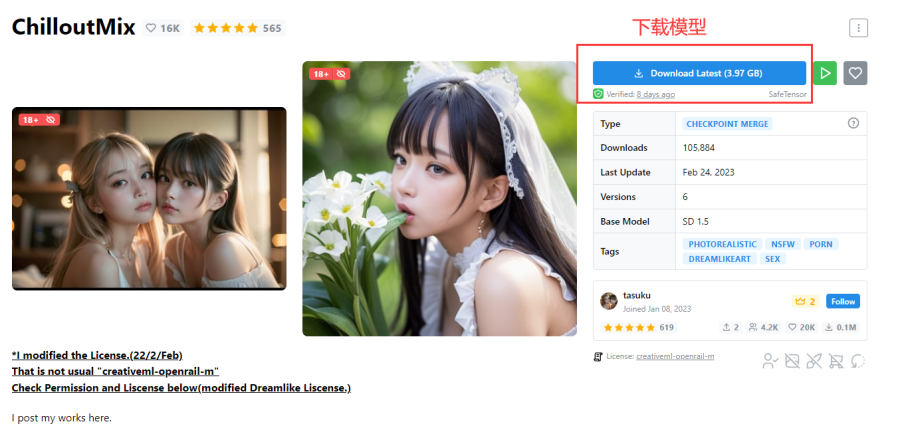 ChilloutMix 16K 565
下载模型
18+
18+
Download Latest (3.97 GB)
Verified: 8 days ago SafeTensor
Type CHECKPOINT MERGE
Downloads 105,884
Last Update Feb 24, 2023
Versions 6
Base Model SD 1.5
Tags PHOTOREALISTIC NSFW PORN
DREAMLIKEART SEX
tasuku 2 Follow
Joined Jan 08, 2023
619 2 4.2K 20K 0.1M
*I modified the License.(22/2/Feb)
License: creativeml-openrail-m
That is not usual "creativeml-openrail-m"
Check Permission and Liscense below(modified Dreamlike Liscense.)
I post my works here.